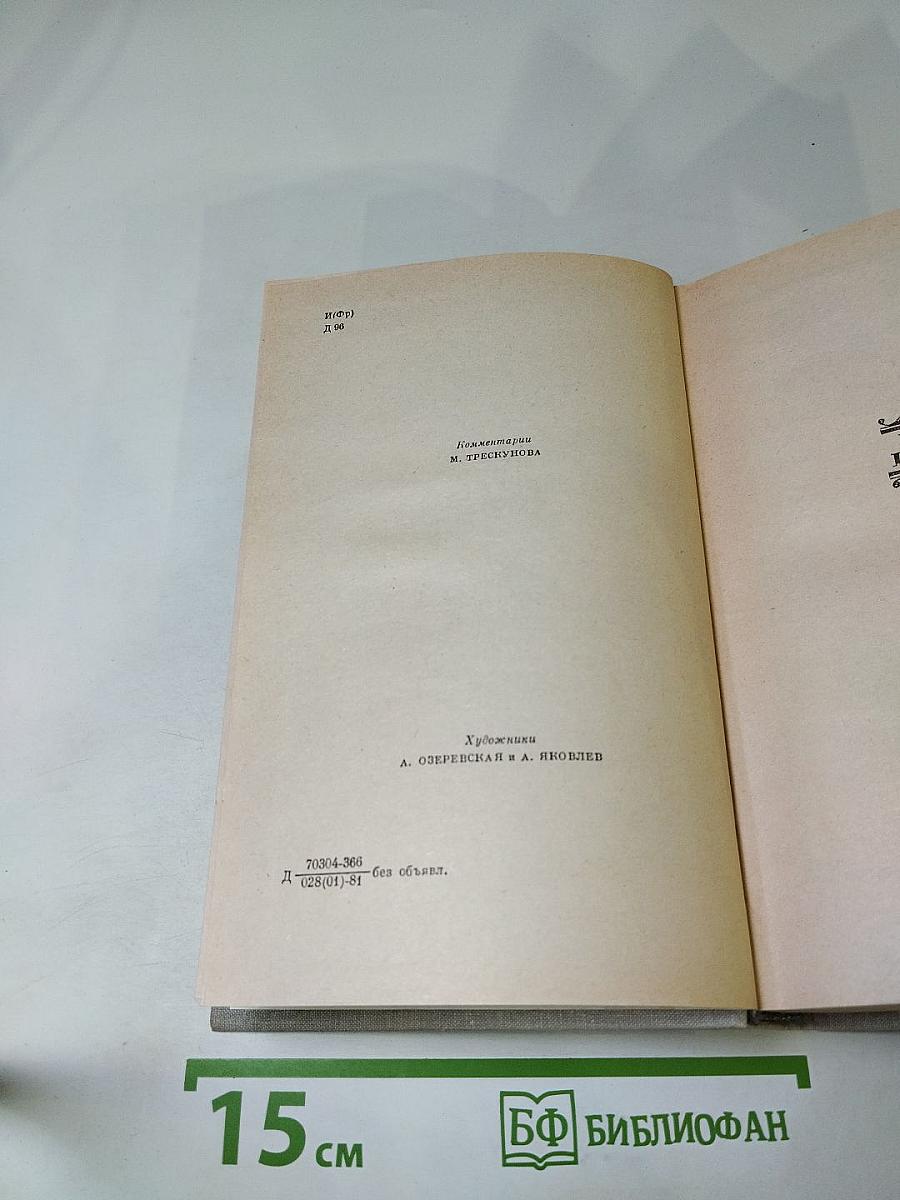 И(Фр)
Д 96
Комментарии
М. ТРЕСКУНОВА
Художники
А. ОЗЕРЕВСКАЯ и А. ЯКОВЛЕВ
Д 70304-366
028(01)-81 без объявл.
15 см
БФ БИБЛИОФАН